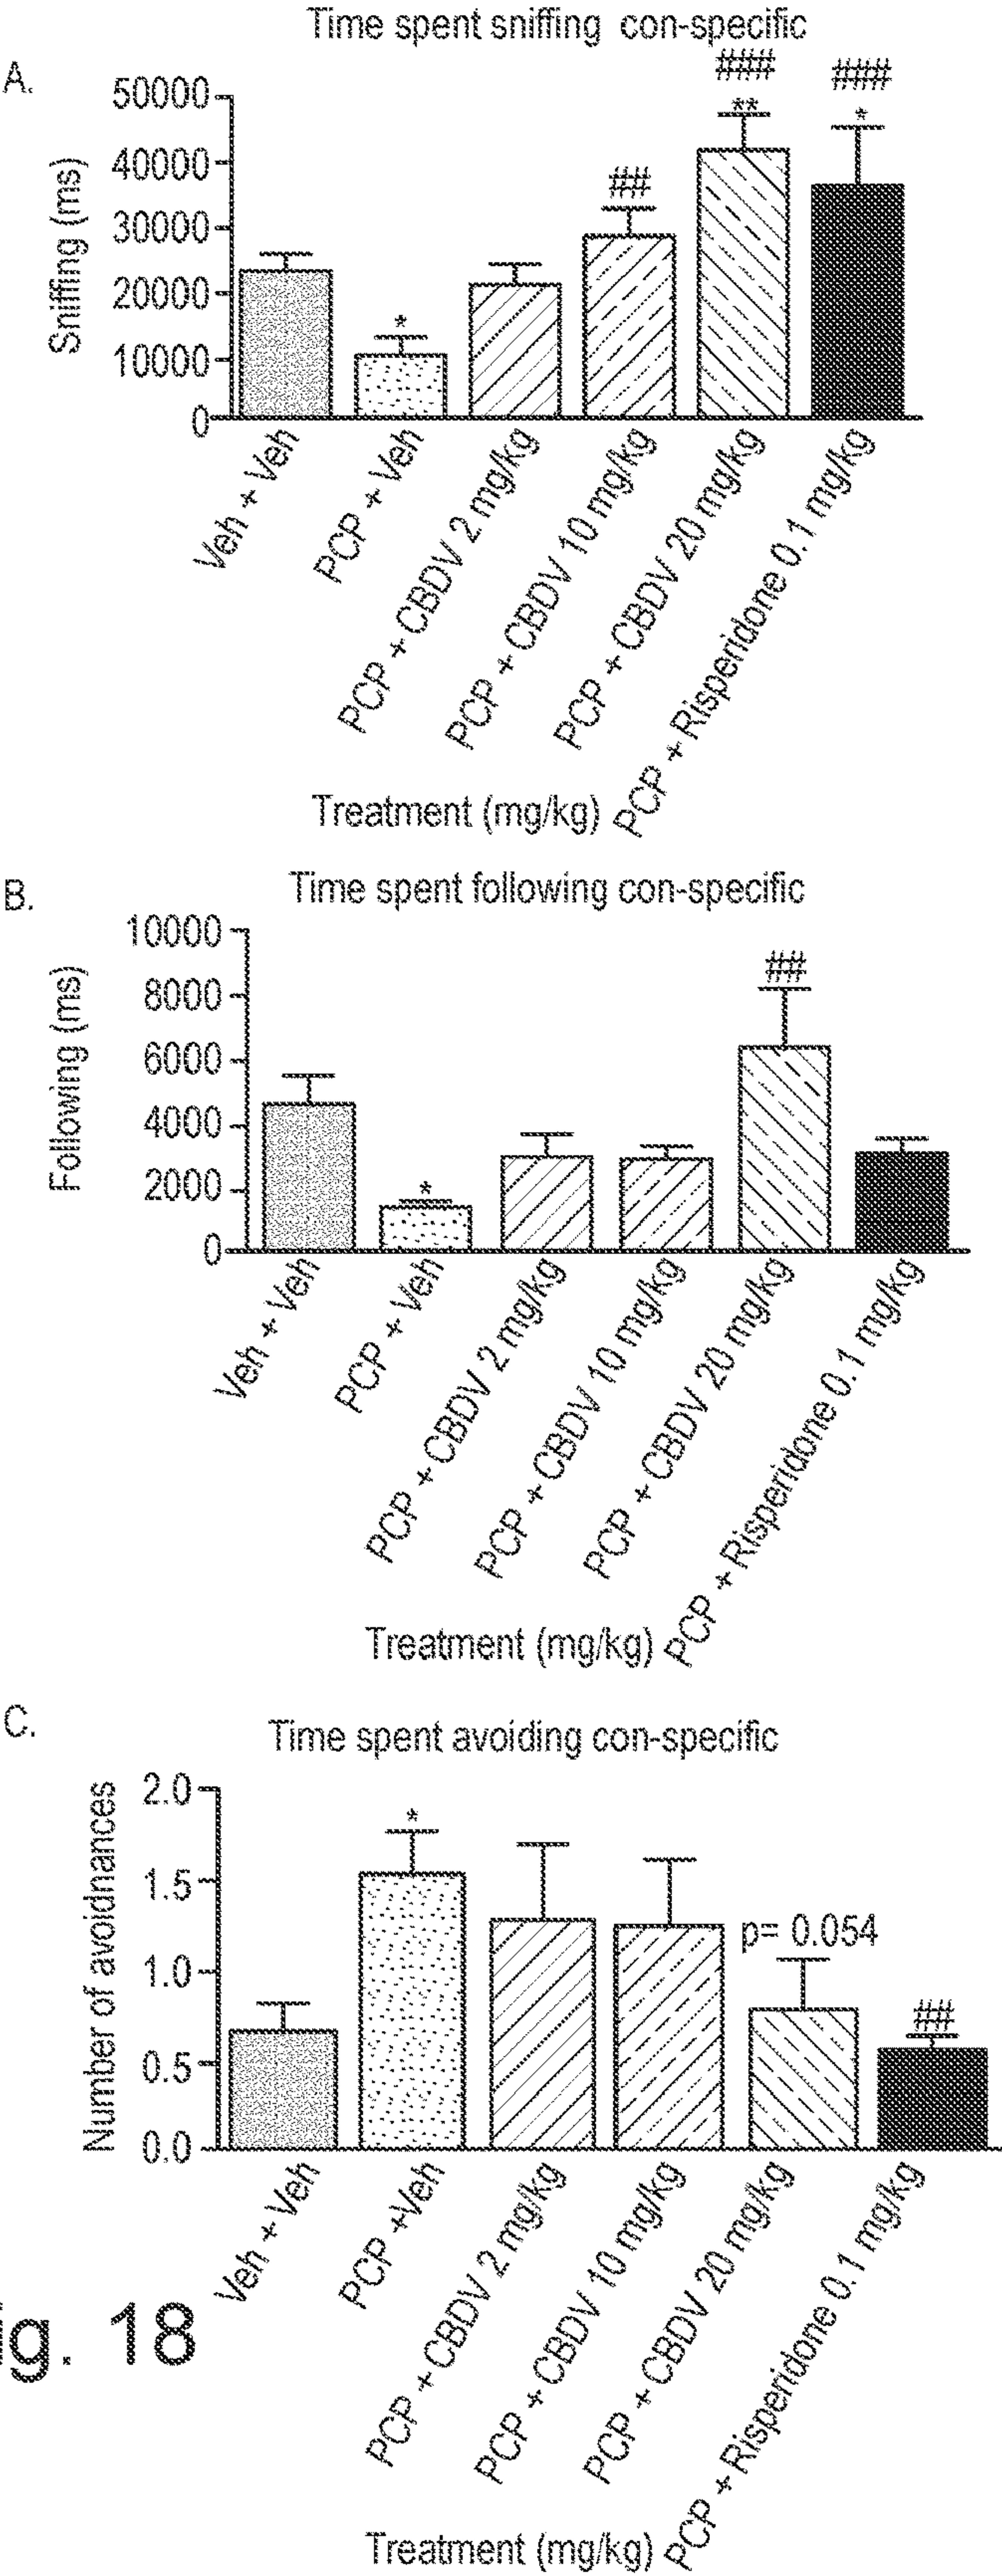 Time spent sniffing con-specific
A.
###
###
**
*
##
*
50000
40000
30000
20000
10000
0
Sniffing (ms)
Veh + Veh
PCP + Veh
PCP + CBDV 2 mg/kg
PCP + CBDV 10 mg/kg
PCP + CBDV 20 mg/kg
PCP + Risperidone 0.1 mg/kg
Treatment (mg/kg)
B.
Time spent following con-specific
10000
8000
6000
4000
2000
0
Following (ms)
##
*
Veh + Veh
PCP + Veh
PCP + CBDV 2 mg/kg
PCP + CBDV 10 mg/kg
PCP + CBDV 20 mg/kg
PCP + Risperidone 0.1 mg/kg
Treatment (mg/kg)
C.
Time spent avoiding con-specific
2.0
1.5
1.0
0.5
0.0
Number of avoidnances
*
p= 0.054
##
Veh + Veh
PCP +Veh
PCP + CBDV 2 mg/kg
PCP + CBDV 10 mg/kg
PCP + CBDV 20 mg/kg
PCP + Risperidone 0.1 mg/kg
Treatment (mg/kg)
ig. 18